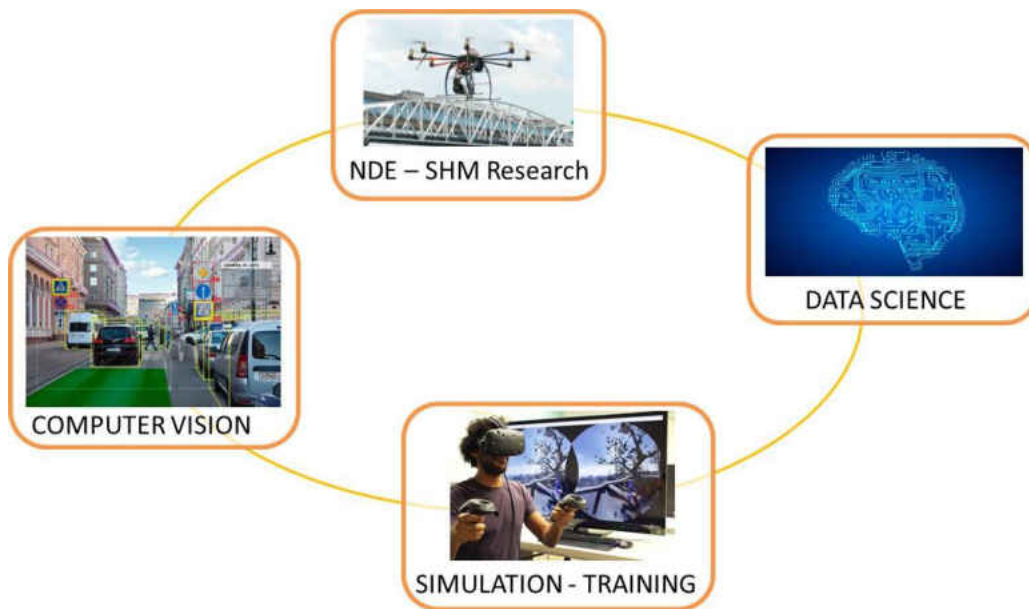 NDE – SHM Research
DATA SCIENCE
COMPUTER VISION
SIMULATION - TRAINING